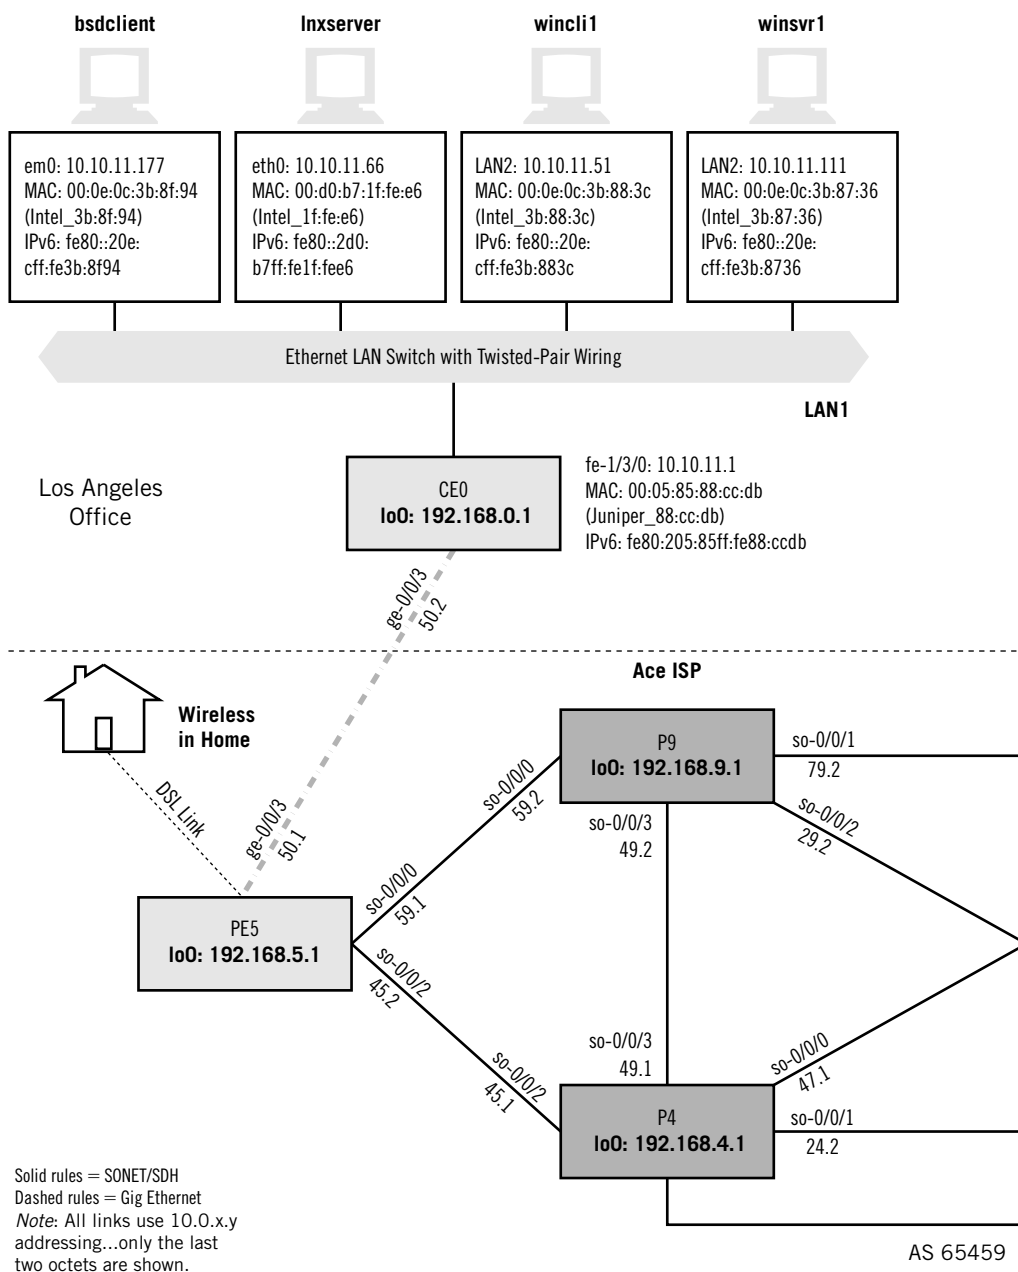 bsdclient
lnxserver
wincli1
winsvr1
em0: 10.10.11.177
MAC: 00:0e:0c:3b:8f:94
(Intel_3b:8f:94)
IPv6: fe80::20e:
cff:fe3b:8f94
eth0: 10.10.11.66
MAC: 00:d0:b7:1f:fe:e6
(Intel_1f:fe:e6)
IPv6: fe80::2d0:
b7ff:fe1f:fee6
LAN2: 10.10.11.51
MAC: 00:0e:0c:3b:88:3c
(Intel_3b:88:3c)
IPv6: fe80::20e:
cff:fe3b:883c
LAN2: 10.10.11.111
MAC: 00:0e:0c:3b:87:36
(Intel_3b:87:36)
IPv6: fe80::20e:
cff:fe3b:8736
Ethernet LAN Switch with Twisted-Pair Wiring
LAN1
Los Angeles
Office
CE0
lo0: 192.168.0.1
fe-1/3/0: 10.10.11.1
MAC: 00:05:85:88:cc:db
(Juniper_88:cc:db)
IPv6: fe80:205:85ff:fe88:ccdb
ge-0/0/3
50.2
Ace ISP
Wireless
in Home
DSL Link
ge-0/0/3
50.1
P9
lo0: 192.168.9.1
so-0/0/1
79.2
so-0/0/0
59.2
so-0/0/3
49.2
so-0/0/2
29.2
so-0/0/0
59.1
PE5
lo0: 192.168.5.1
so-0/0/2
45.2
so-0/0/3
49.1
so-0/0/0
47.1
so-0/0/2
45.1
P4
lo0: 192.168.4.1
so-0/0/1
24.2
Solid rules = SONET/SDH
Dashed rules = Gig Ethernet
Note: All links use 10.0.x.y
addressing...only the last
two octets are shown.
AS 65459